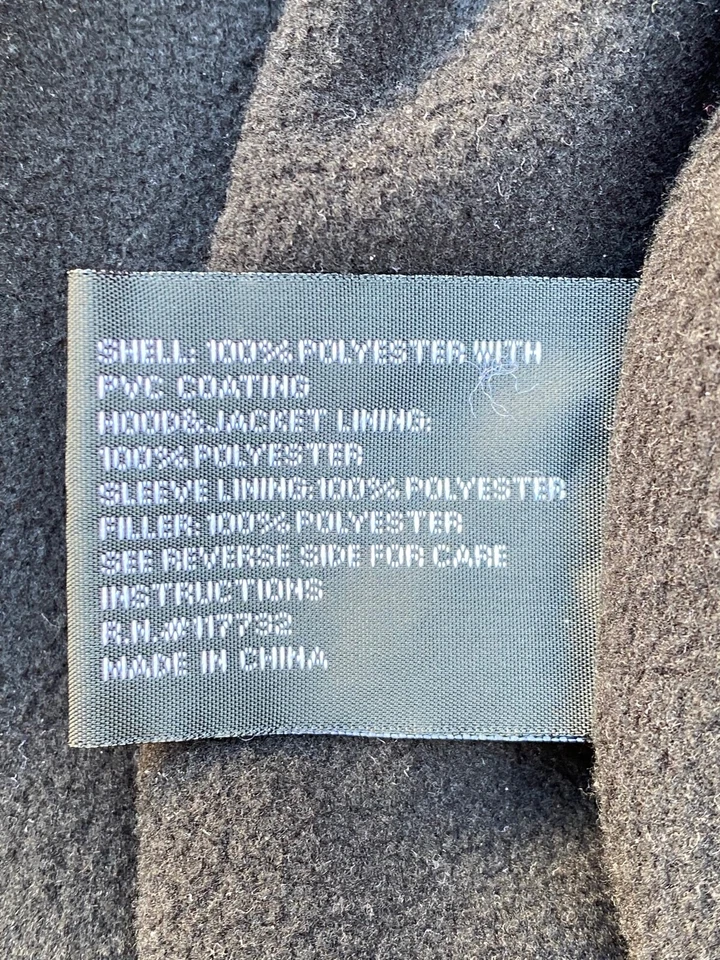 SHELL: 100% POLYESTER WITH
PVC COATING
HOOD&JACKET LINING:
100% POLYESTER
SLEEVE LINING:100% POLYESTER
FILLER: 100% POLYESTER
SEE REVERSE SIDE FOR CARE
INSTRUCTIONS
R.N.#117732
MADE IN CHINA